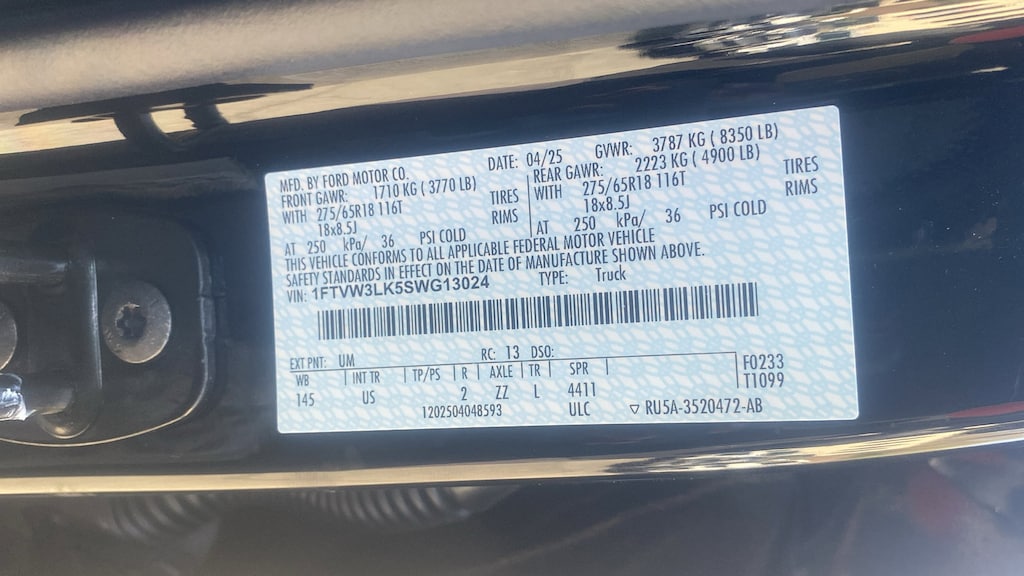 MFD. BY FORD MOTOR CO. DATE: 04/25 GVWR: 3787 KG ( 8350 LB)
FRONT GAWR: 1710 KG ( 3770 LB) REAR GAWR: 2223 KG ( 4900 LB)
WITH 275/65R18 116T TIRES WITH 275/65R18 116T TIRES
18x8.5J RIMS 18x8.5J RIMS
AT 250 kPa/ 36 PSI COLD AT 250 kPa/ 36 PSI COLD
THIS VEHICLE CONFORMS TO ALL APPLICABLE FEDERAL MOTOR VEHICLE
SAFETY STANDARDS IN EFFECT ON THE DATE OF MANUFACTURE SHOWN ABOVE.
VIN: 1FTVW3LK5SWG13024 TYPE: Truck
EXT PNT: UM RC: 13 DSO:
WB INT TR TP/PS R AXLE TR SPR F0233
145 US 2 ZZ L 4411 T1099
1202504048593 ULC ▽ RU5A-3520472-AB